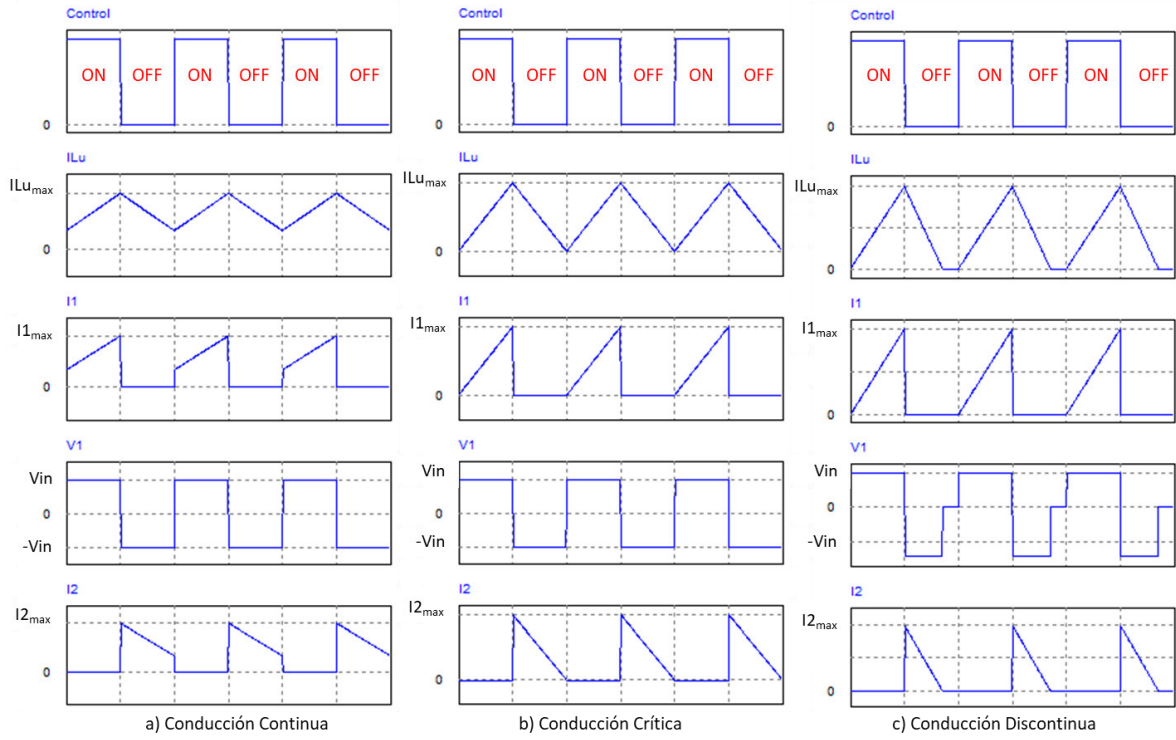 Control
ON OFF ON OFF ON OFF
0
ILu
ILumax
0
I1
I1max
0
V1
Vin
0
-Vin
I2
I2max
0
a) Conducción Continua
Control
ON OFF ON OFF ON OFF
0
ILu
ILumax
0
I1
I1max
0
V1
Vin
0
-Vin
I2
I2max
0
b) Conducción Crítica
Control
ON OFF ON OFF ON OFF
0
ILu
ILumax
0
I1
I1max
0
V1
Vin
0
-Vin
I2
I2max
0
c) Conducción Discontinua